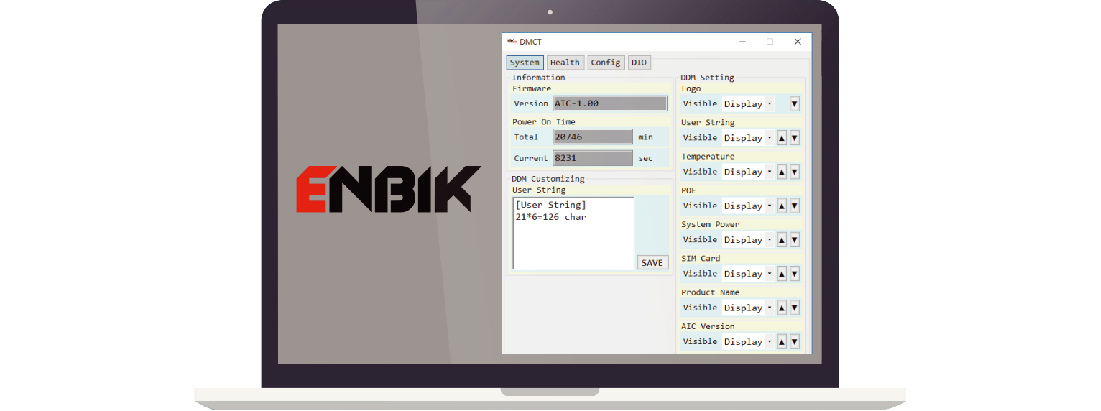 ENBIK
DMCT
System Health Config DIO
Information
Firmware
Version AIC-1.00
Power On Time
Total 20746 min
Current 8231 sec
DDM Customizing
User String
[User String]
21*6=126 char
SAVE
DDM Setting
Logo
Visible Display
User String
Visible Display
Temperature
Visible Display
POE
Visible Display
System Power
Visible Display
SIM Card
Visible Display
Product Name
Visible Display
AIC Version
Visible Display